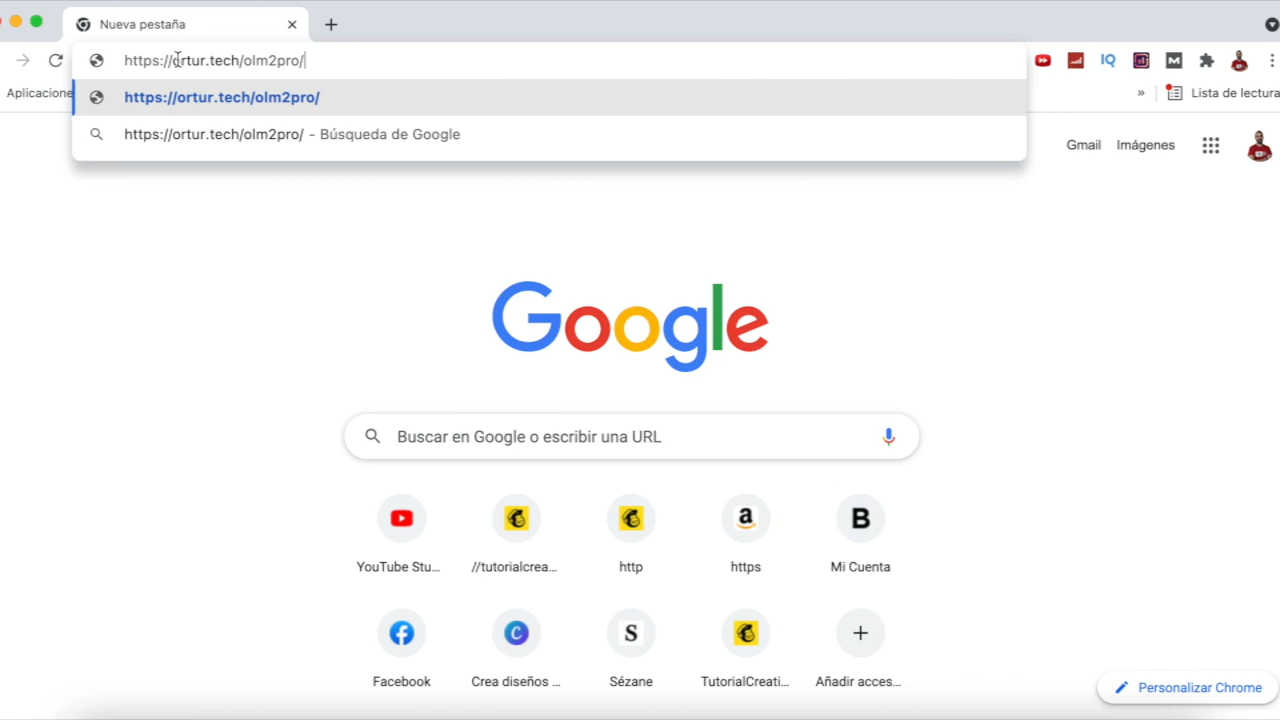 Nueva pestaña
https://ortur.tech/olm2pro/
Aplicacione
https://ortur.tech/olm2pro/
https://ortur.tech/olm2pro/ - Búsqueda de Google
IQ
M
» Lista de lectura
Gmail Imágenes
Google
Buscar en Google o escribir una URL
a B
YouTube Stu... //tutorialcrea... http https Mi Cuenta
C S
Facebook Crea diseños ... Sézane TutorialCreati... Añadir acces...
Personalizar Chrome